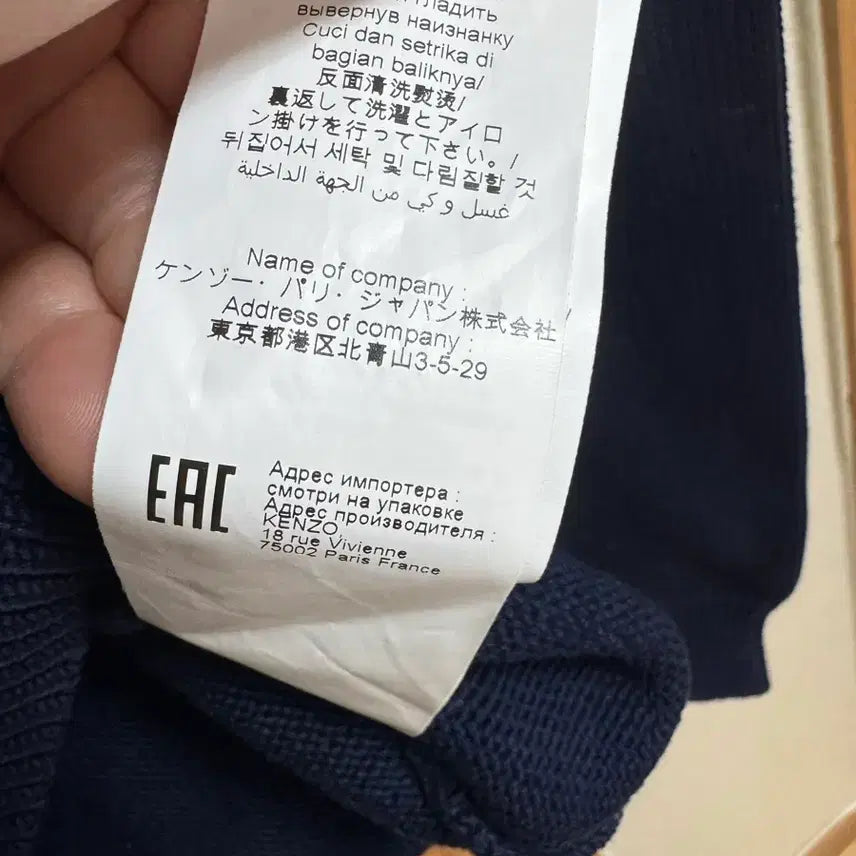 гладить
вывернув наизнанку
Cuci dan setrika di
bagian baliknya/
反面清洗熨烫/
裏返して洗濯とアイロ
ン掛けを行って下さい。/
뒤집어서 세탁 및 다림질할 것
غسل و كي من الجهة الداخلية
Name of company :
ケンゾー・パリ・ジャパン株式会社/
Address of company :
東京都港区北青山3-5-29
EAC
Адрес импортера :
смотри на упаковке
Адрес производителя :
KENZO
18 rue Vivienne
75002 Paris France